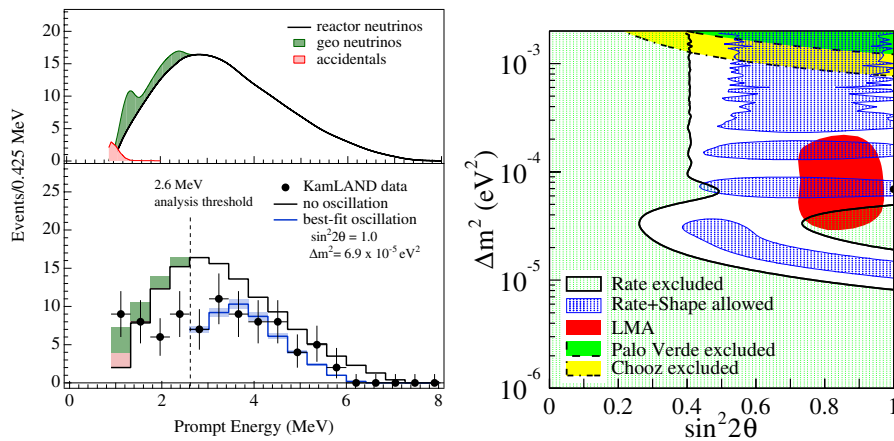 Events/0.425 MeV
20
15
10
5
0
reactor neutrinos
geo neutrinos
accidentals
25
20
15
10
5
0
2.6 MeV
analysis threshold
KamLAND data
no oscillation
best-fit oscillation
sin²2θ = 1.0
Δm² = 6.9 x 10⁻⁵ eV²
0 2 4 6 8
Prompt Energy (MeV)
Δm² (eV²)
10⁻³
10⁻⁴
10⁻⁵
10⁻⁶
Rate excluded
Rate+Shape allowed
LMA
Palo Verde excluded
Chooz excluded
0 0.2 0.4 0.6 0.8 1
sin²2θ